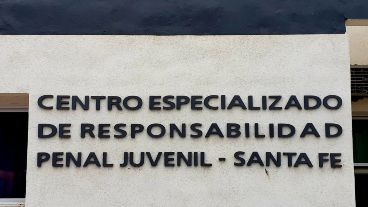 CENTRO ESPECIALIZADO
DE RESPONSABILIDAD
PENAL JUVENIL - SANTA FE